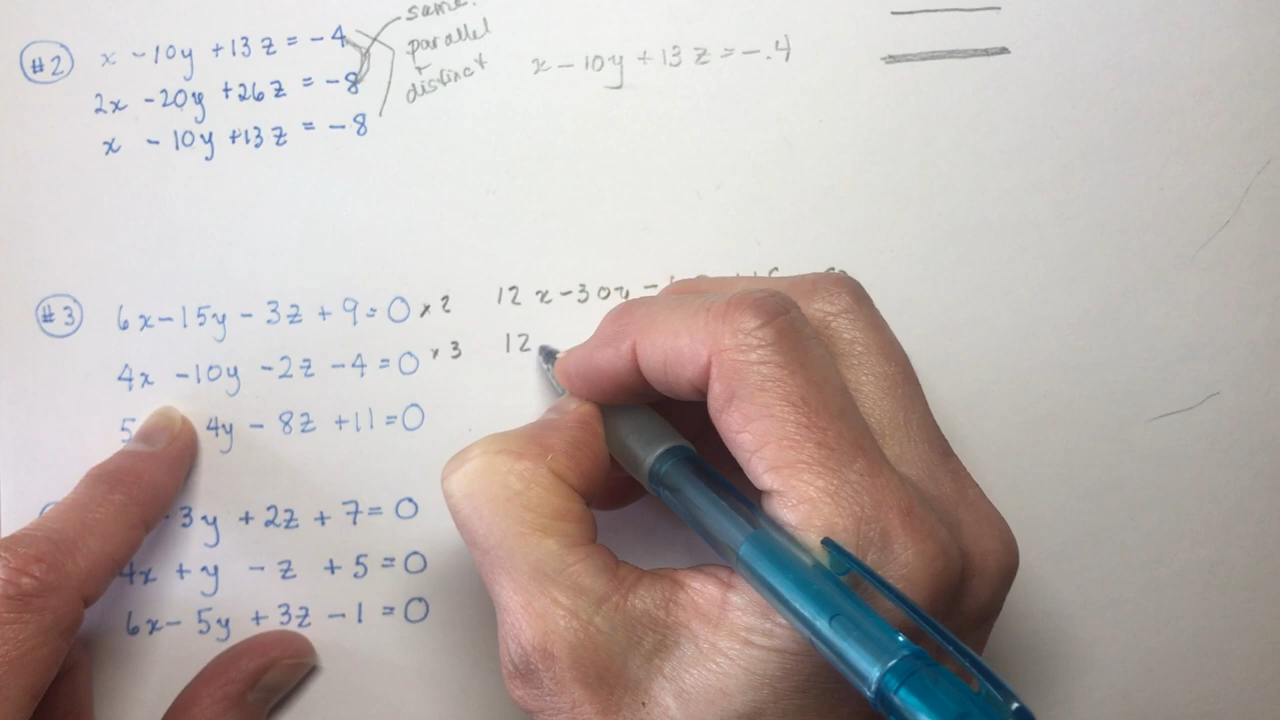 same.
#2 x - 10y + 13z = -4
parallel
+
distinct
x - 10y + 13z = -.4
2x - 20y + 26z = -8
x - 10y + 13z = -8
#3 6x - 15y - 3z + 9 = 0 x 2 12x - 30y -
4x - 10y - 2z - 4 = 0 x 3 12
5 4y - 8z + 11 = 0
3y + 2z + 7 = 0
4x + y - z + 5 = 0
6x - 5y + 3z - 1 = 0